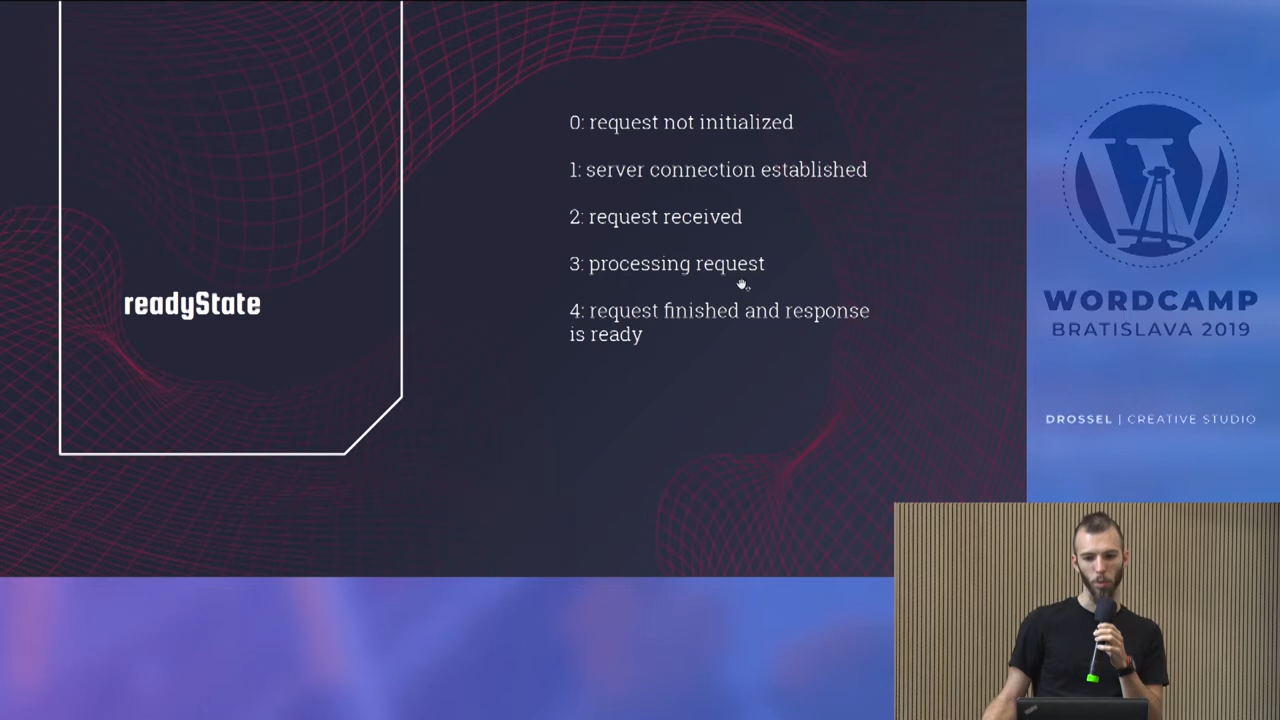 readyState
0: request not initialized
1: server connection established
2: request received
3: processing request
4: request finished and response
is ready
WORDCAMP
BRATISLAVA 2019
DROSSEL | CREATIVE STUDIO